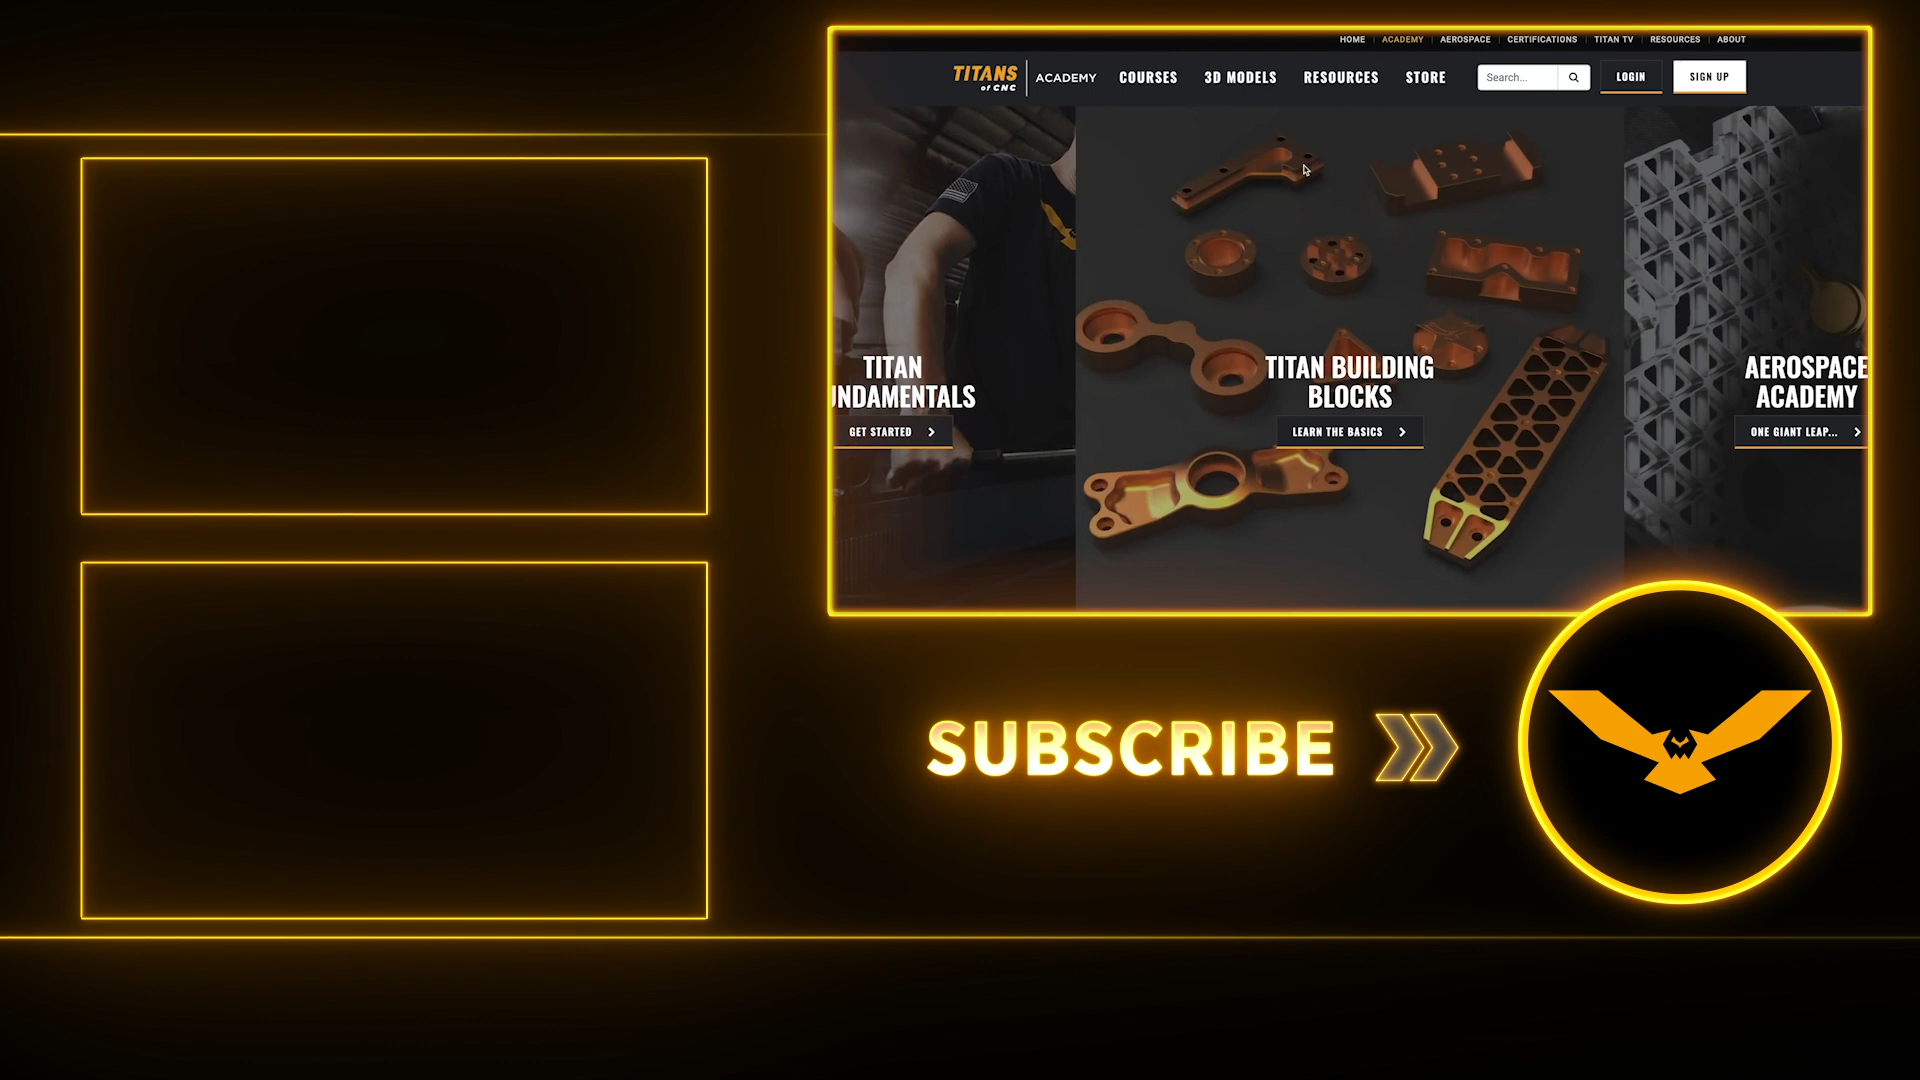 HOME ACADEMY AEROSPACE CERTIFICATIONS TITAN TV RESOURCES ABOUT
TITANS of CNC ACADEMY COURSES 3D MODELS RESOURCES STORE Search... LOGIN SIGN UP
TITAN
UNDAMENTALS
GET STARTED
TITAN BUILDING
BLOCKS
LEARN THE BASICS
AEROSPACE
ACADEMY
ONE GIANT LEAP...
SUBSCRIBE